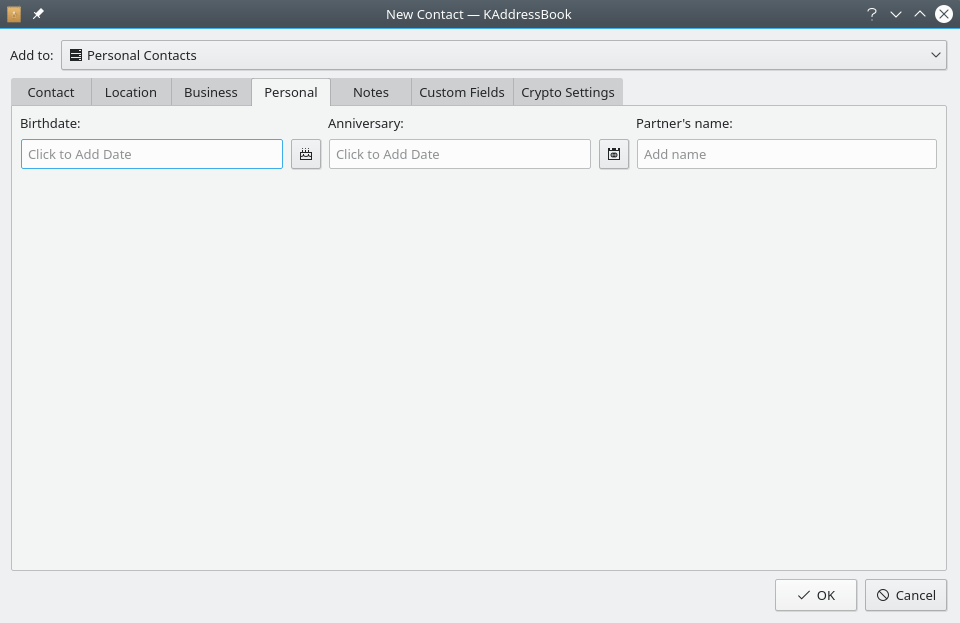 New Contact — KAddressBook
Add to: Personal Contacts
Contact Location Business Personal Notes Custom Fields Crypto Settings
Birthdate: Anniversary: Partner's name:
Click to Add Date Click to Add Date Add name
OK Cancel